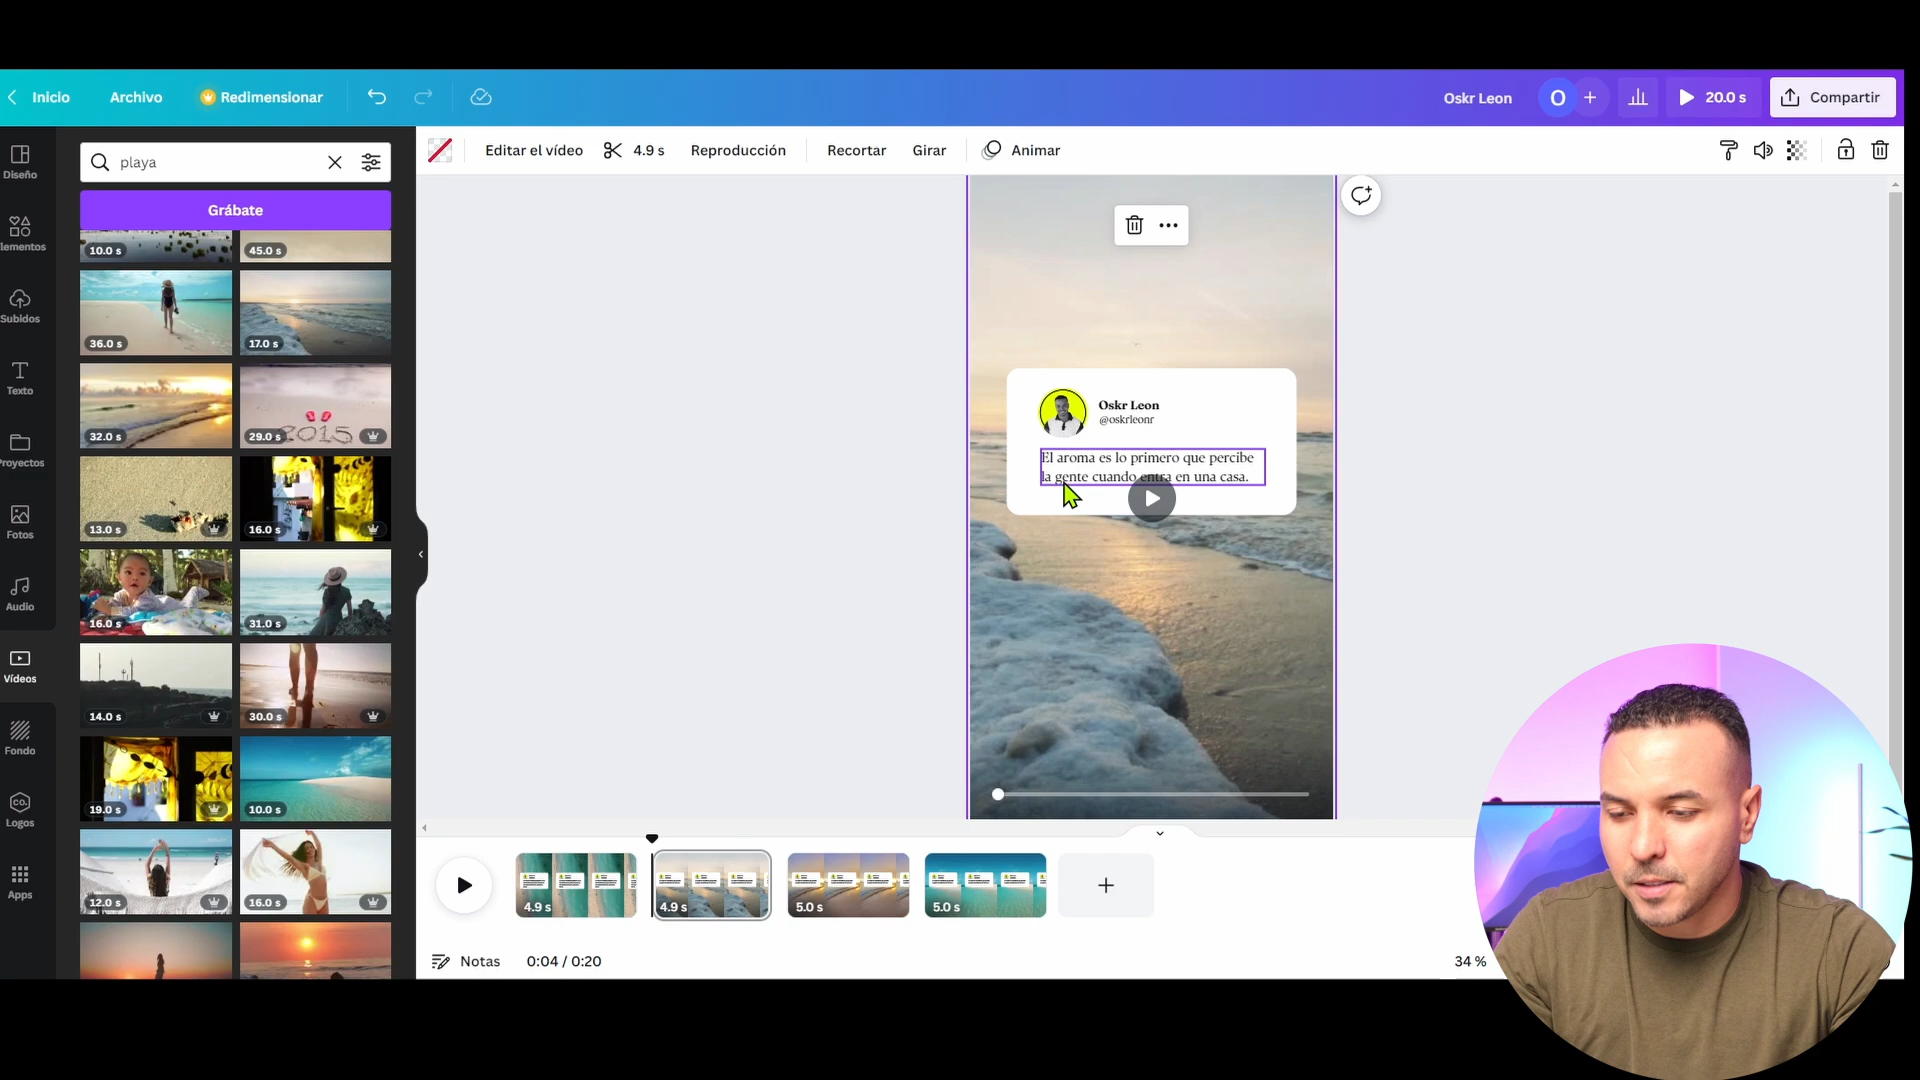 Inicio
Archivo
Redimensionar
Oskr Leon
O
+
20.0 s
Compartir
Diseño
lementos
Subidos
Texto
Proyectos
Fotos
Audio
Vídeos
Fondo
CO.
Logos
Apps
playa
Grábate
10.0 s
45.0 s
36.0 s
17.0 s
32.0 s
29.0 s
2015
13.0 s
16.0 s
16.0 s
31.0 s
14.0 s
30.0 s
19.0 s
10.0 s
12.0 s
16.0 s
Editar el vídeo
4.9 s
Reproducción
Recortar
Girar
Animar
Oskr Leon
@oskrleonr
El aroma es lo primero que percibe
la gente cuando entra en una casa.
4.9 s
4.9 s
5.0 s
5.0 s
+
Notas
0:04 / 0:20
34 %